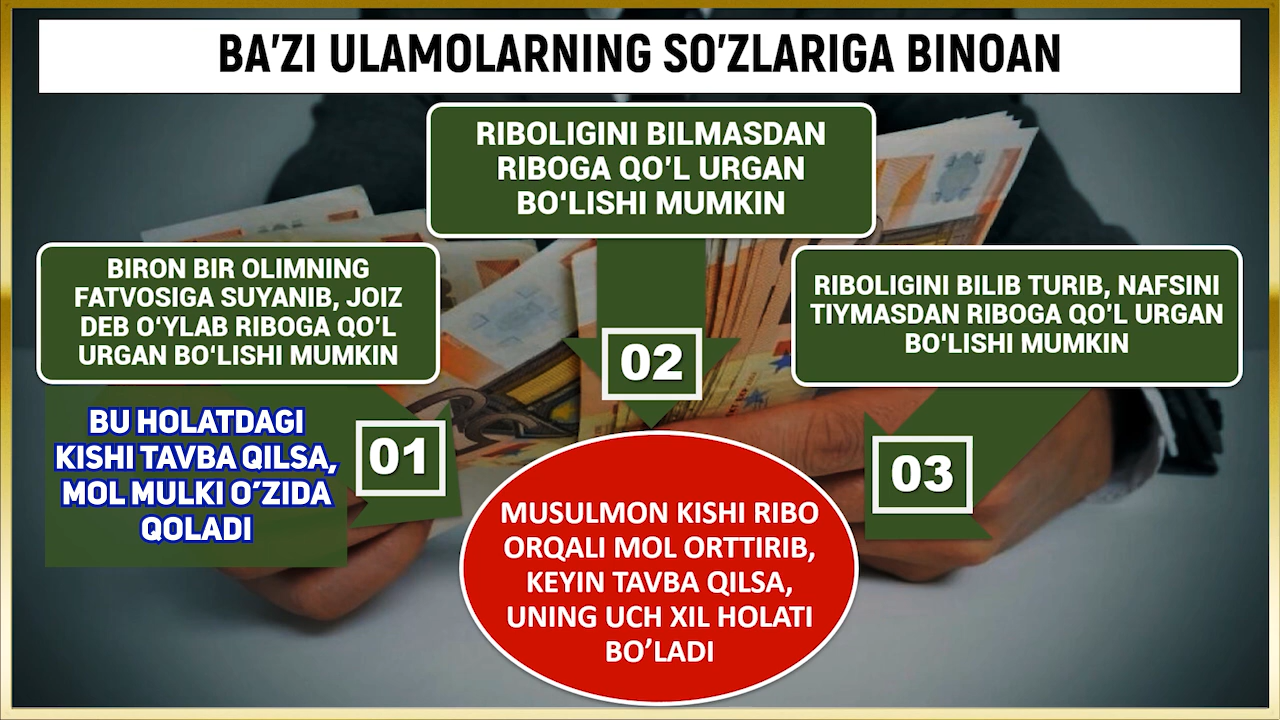 BA'ZI ULAMOLARNING SO'ZLARIGA BINOAN
RIBOLIGINI BILMASDAN
RIBOGA QO'L URGAN
BO‘LISHI MUMKIN
BIRON BIR OLIMNING
FATVOSIGA SUYANIB, JOIZ
DEB O‘YLAB RIBOGA QO'L
URGAN BO‘LISHI MUMKIN
RIBOLIGINI BILIB TURIB, NAFSINI
TIYMASDAN RIBOGA QO'L URGAN
BO‘LISHI MUMKIN
02
BU HOLATDAGI
KISHI TAVBA QILSA,
MOL MULKI O'ZIDA
QOLADI
01
03
MUSULMON KISHI RIBO
ORQALI MOL ORTTIRIB,
KEYIN TAVBA QILSA,
UNING UCH XIL HOLATI
BO'LADI